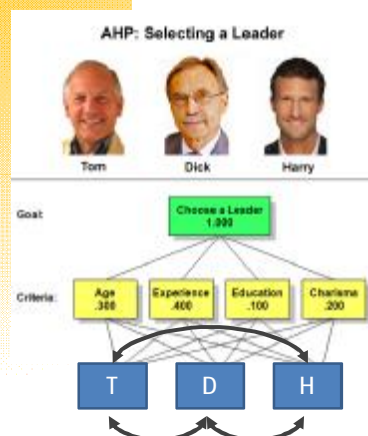 AHP: Selecting a Leader
Tom Dick Harry
Goal: Choose a Leader
1.000
Criteria: Age Experience Education Charisma
.300 .400 .100 .200
T D H